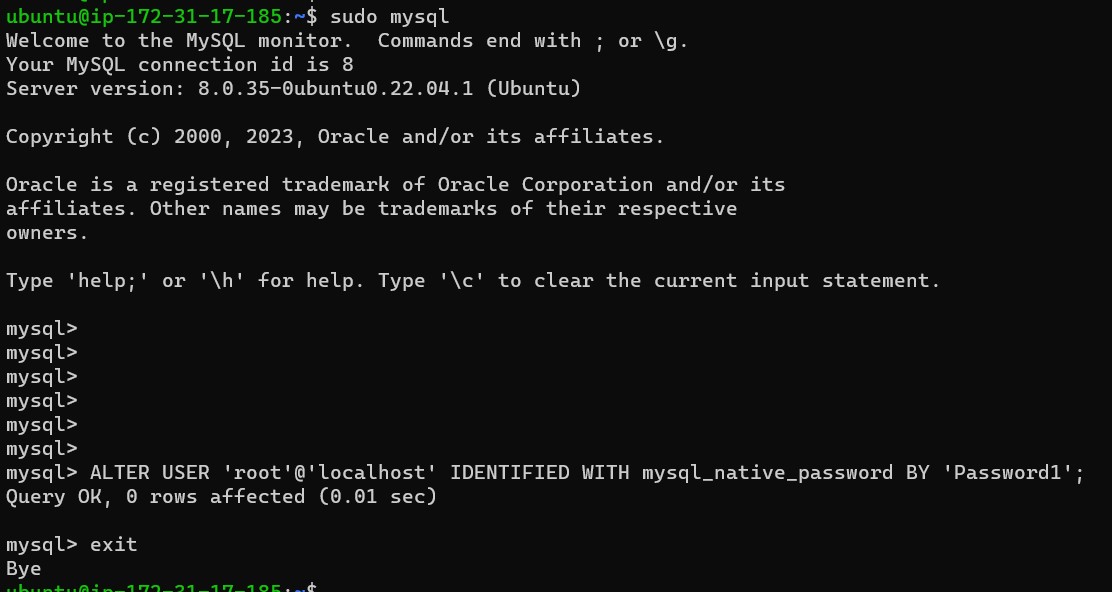 ubuntu@ip-172-31-17-185:~$ sudo mysql
Welcome to the MySQL monitor.  Commands end with ; or \g.
Your MySQL connection id is 8
Server version: 8.0.35-0ubuntu0.22.04.1 (Ubuntu)
Copyright (c) 2000, 2023, Oracle and/or its affiliates.
Oracle is a registered trademark of Oracle Corporation and/or its
affiliates. Other names may be trademarks of their respective
owners.
Type 'help;' or '\h' for help. Type '\c' to clear the current input statement.
mysql>
mysql>
mysql>
mysql>
mysql>
mysql>
mysql> ALTER USER 'root'@'localhost' IDENTIFIED WITH mysql_native_password BY 'Password1';
Query OK, 0 rows affected (0.01 sec)
mysql> exit
Bye
ubuntu@ip-172-31-17-185:~$